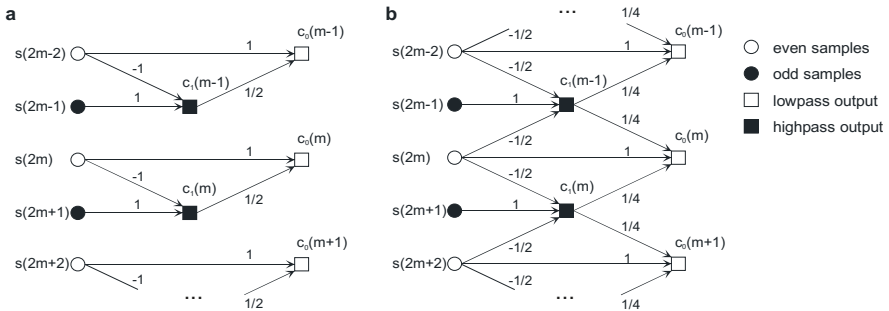 a
c₀(m-1)
s(2m-2)
1
-1
c₁(m-1)
s(2m-1)
1
1/2
c₀(m)
s(2m)
1
-1
c₁(m)
s(2m+1)
1
1/2
c₀(m+1)
s(2m+2)
1
-1
...
1/2
b
...
1/4
c₀(m-1)
-1/2
s(2m-2)
1
-1/2
c₁(m-1)
1/4
s(2m-1)
1
1/4
-1/2
c₀(m)
s(2m)
1
-1/2
c₁(m)
1/4
s(2m+1)
1
1/4
-1/2
c₀(m+1)
s(2m+2)
1
-1/2
...
1/4
even samples
odd samples
lowpass output
highpass output